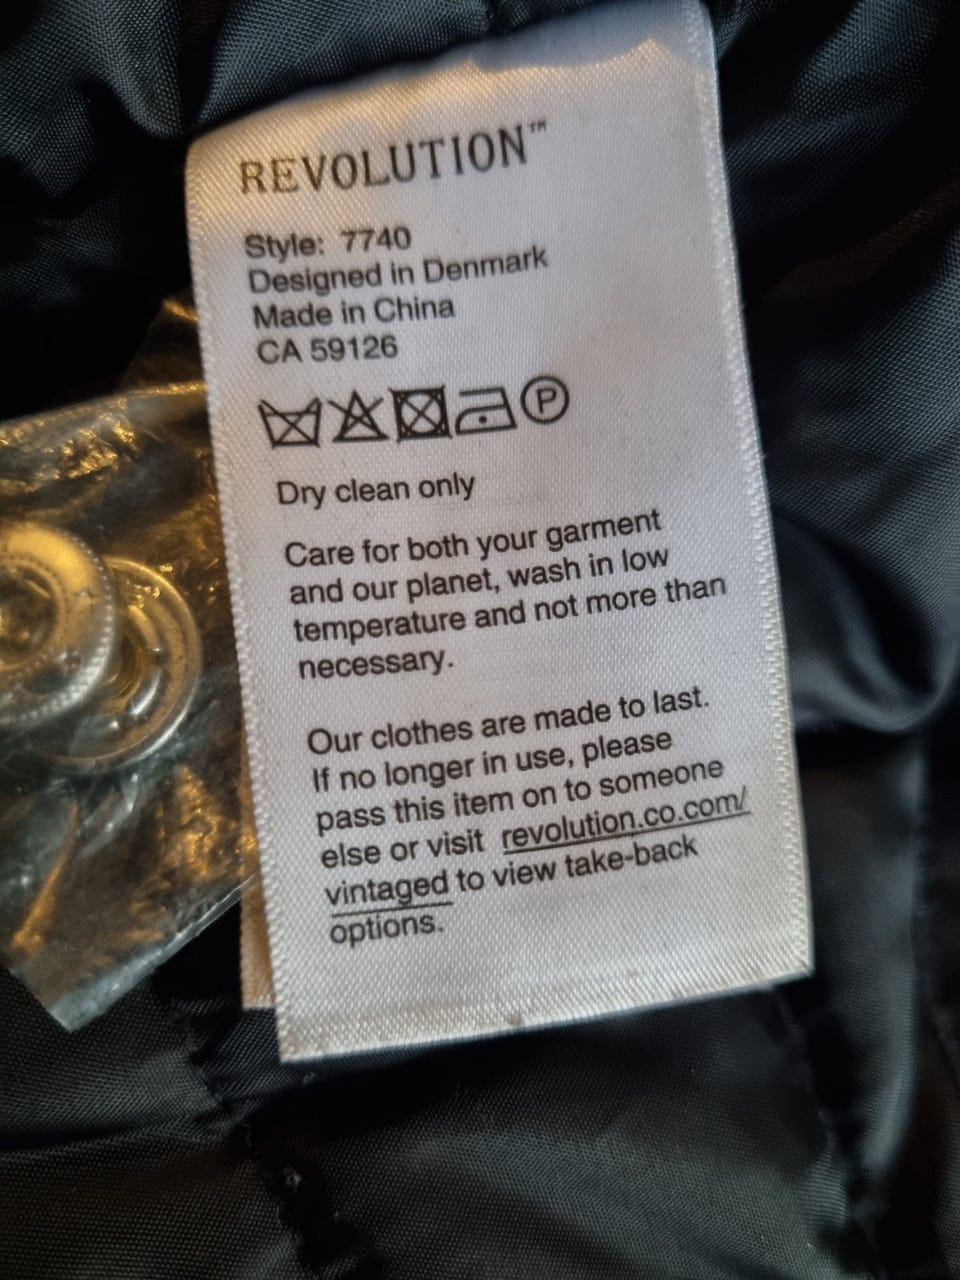 REVOLUTION™
Style: 7740
Designed in Denmark
Made in China
CA 59126
P
Dry clean only
Care for both your garment
and our planet, wash in low
temperature and not more than
necessary.
Our clothes are made to last.
If no longer in use, please
pass this item on to someone
else or visit revolution.co.com/
vintaged to view take-back
options.